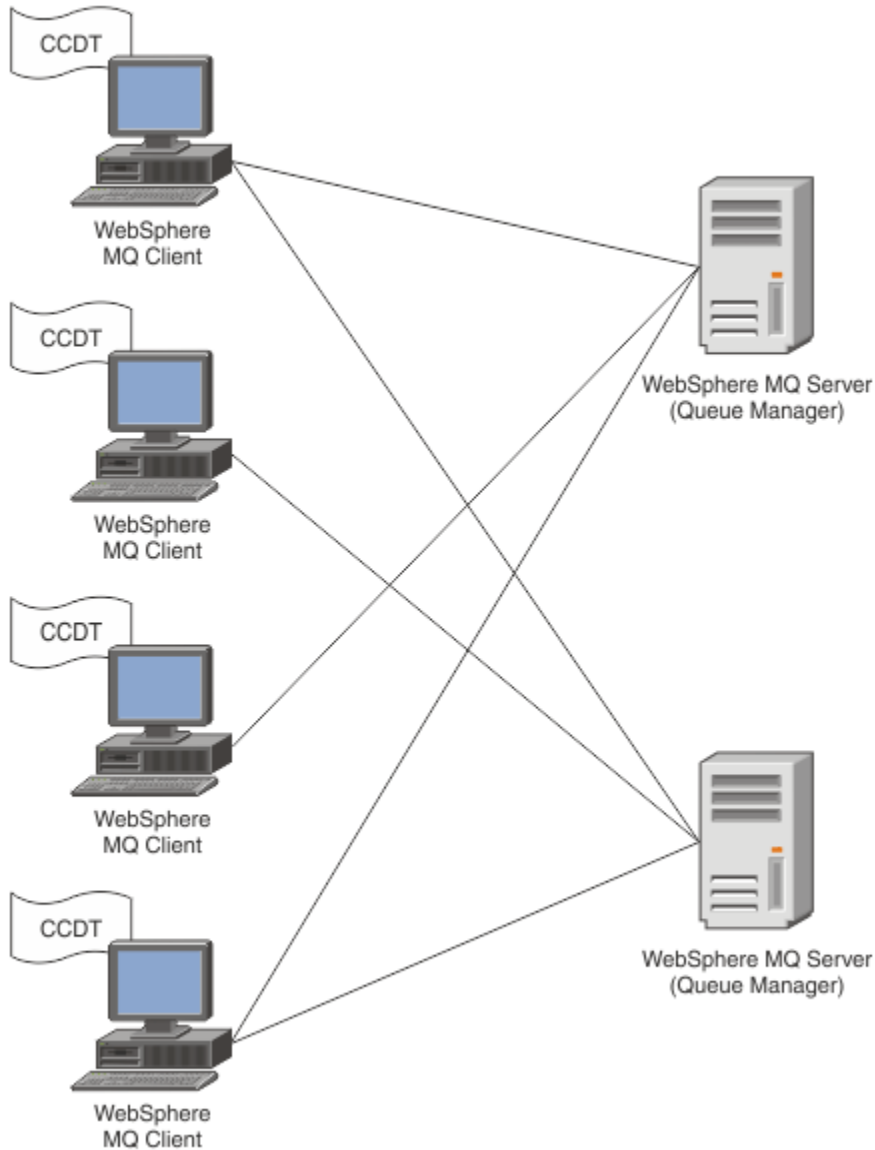 CCDT
WebSphere
MQ Client
WebSphere MQ Server
(Queue Manager)
CCDT
WebSphere
MQ Client
CCDT
WebSphere
MQ Client
WebSphere MQ Server
(Queue Manager)
CCDT
WebSphere
MQ Client